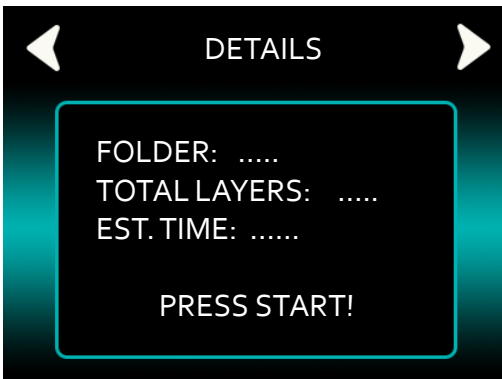 DETAILS
FOLDER: .....
TOTAL LAYERS: .....
EST. TIME: ......
PRESS START!